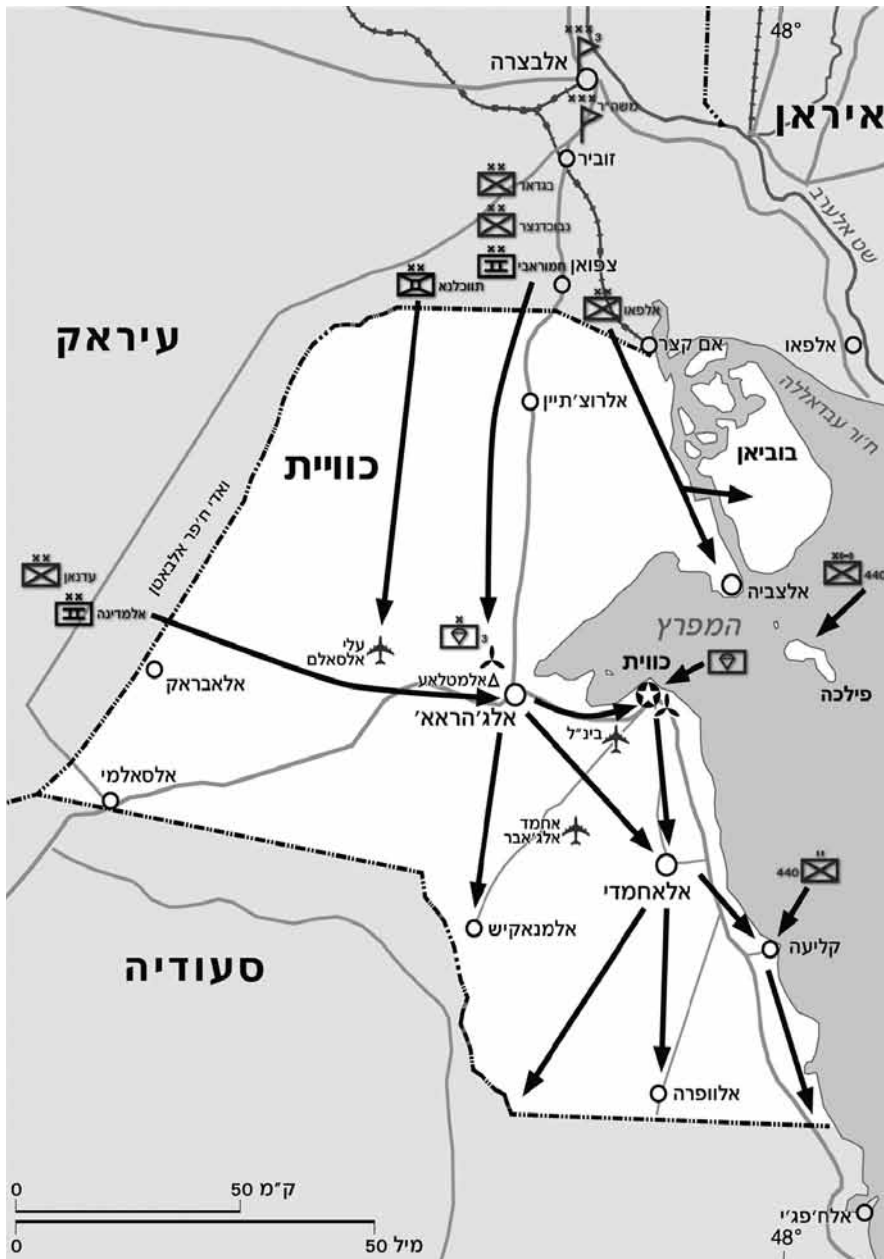 48°
3
אלבצרה
משה"ר
איראן
זוביר
בגדאד
נבוכדנצר
חמוראבי
צפואן
תווכלנא
אלפאו
שט אלערב
עיראק
אם קצר
אלפאו
אלרוצ'תיין
ח'ור עבדאללה
בוביאן
כווית
ואדי ח'פר אלבאטן
עדנאן
אלמדינה
440
אלצביה
המפרץ
3
עלי
אלסאלם
אלמטלאע
כווית
פילכה
אלאבראק
אלג'הראא'
בינ"ל
אלסאלמי
אחמד
אלג'אבר
440
אלאחמדי
אלמנאקיש
קליעה
סעודיה
אלוופרה
0 50 ק"מ
0 50 מיל
אלח'פג'י
48°